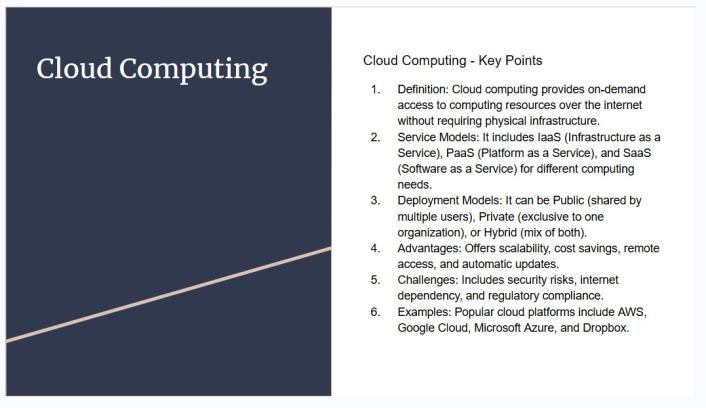 Cloud Computing
Cloud Computing - Key Points
1. Definition: Cloud computing provides on-demand
access to computing resources over the internet
without requiring physical infrastructure.
2. Service Models: It includes IaaS (Infrastructure as a
Service), PaaS (Platform as a Service), and SaaS
(Software as a Service) for different computing
needs.
3. Deployment Models: It can be Public (shared by
multiple users), Private (exclusive to one
organization), or Hybrid (mix of both).
4. Advantages: Offers scalability, cost savings, remote
access, and automatic updates.
5. Challenges: Includes security risks, internet
dependency, and regulatory compliance.
6. Examples: Popular cloud platforms include AWS,
Google Cloud, Microsoft Azure, and Dropbox.